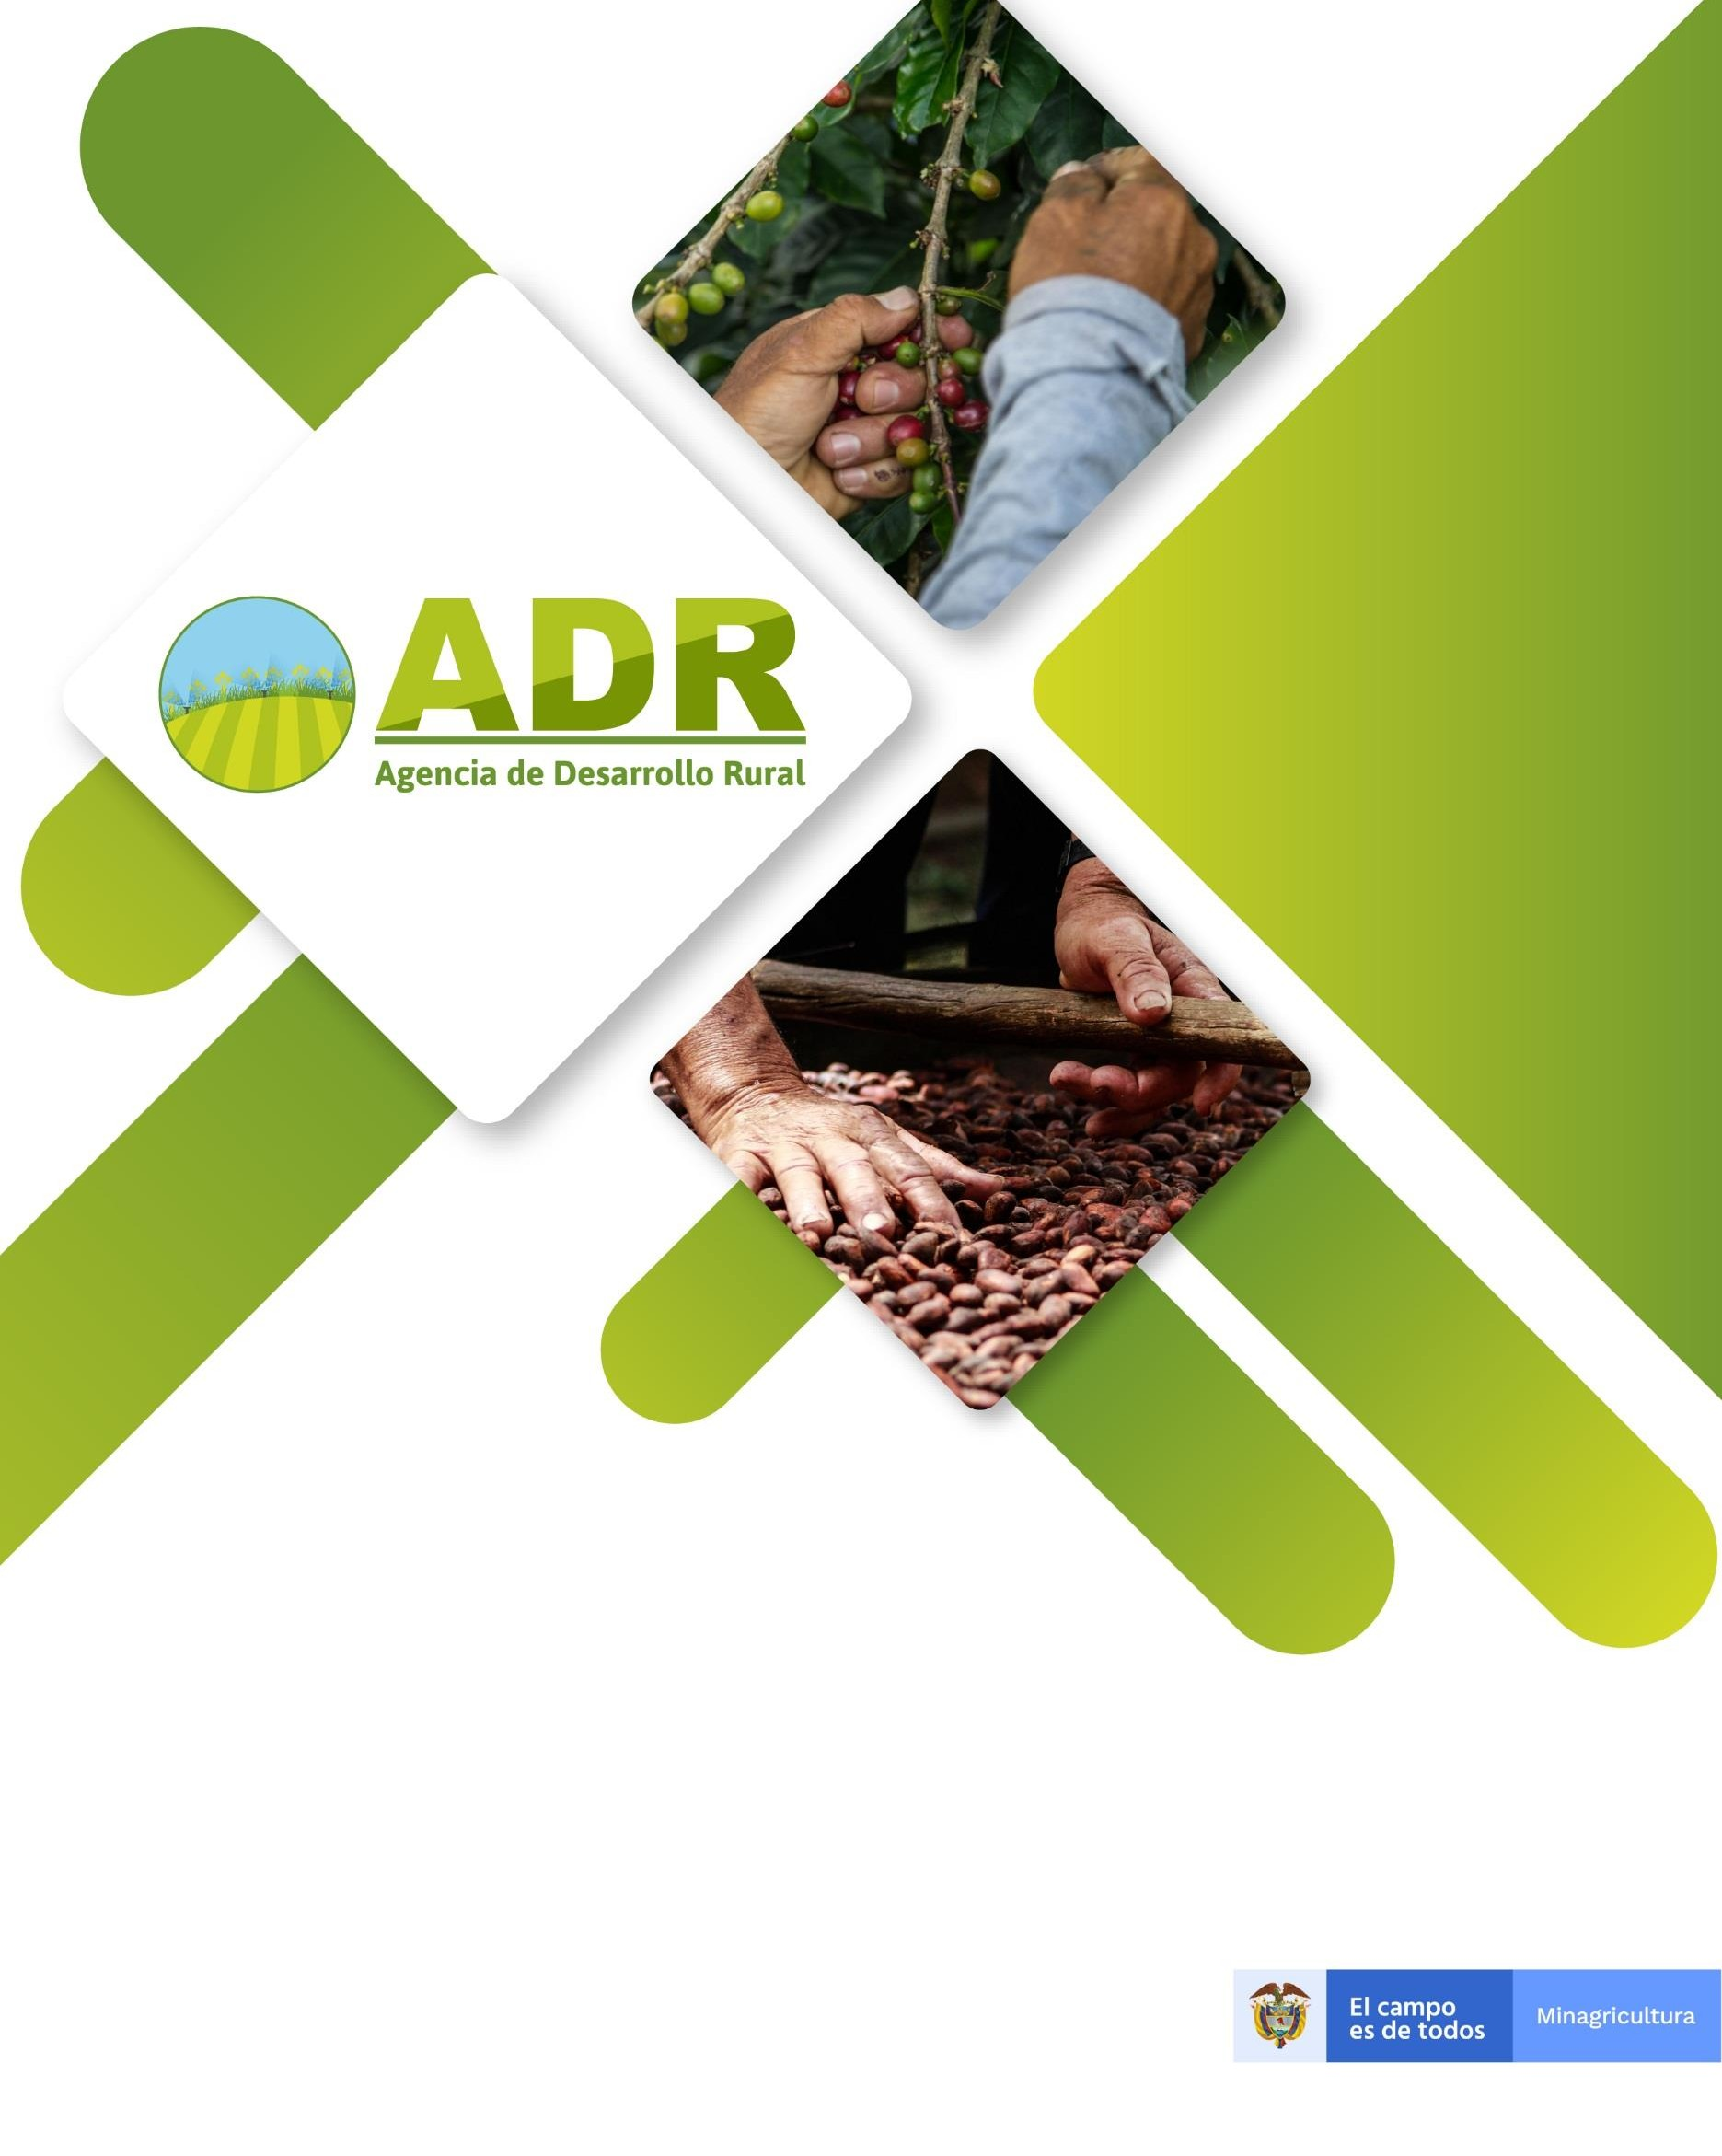 ADR
Agencia de Desarrollo Rural
El campo
es de todos
Minagricultura